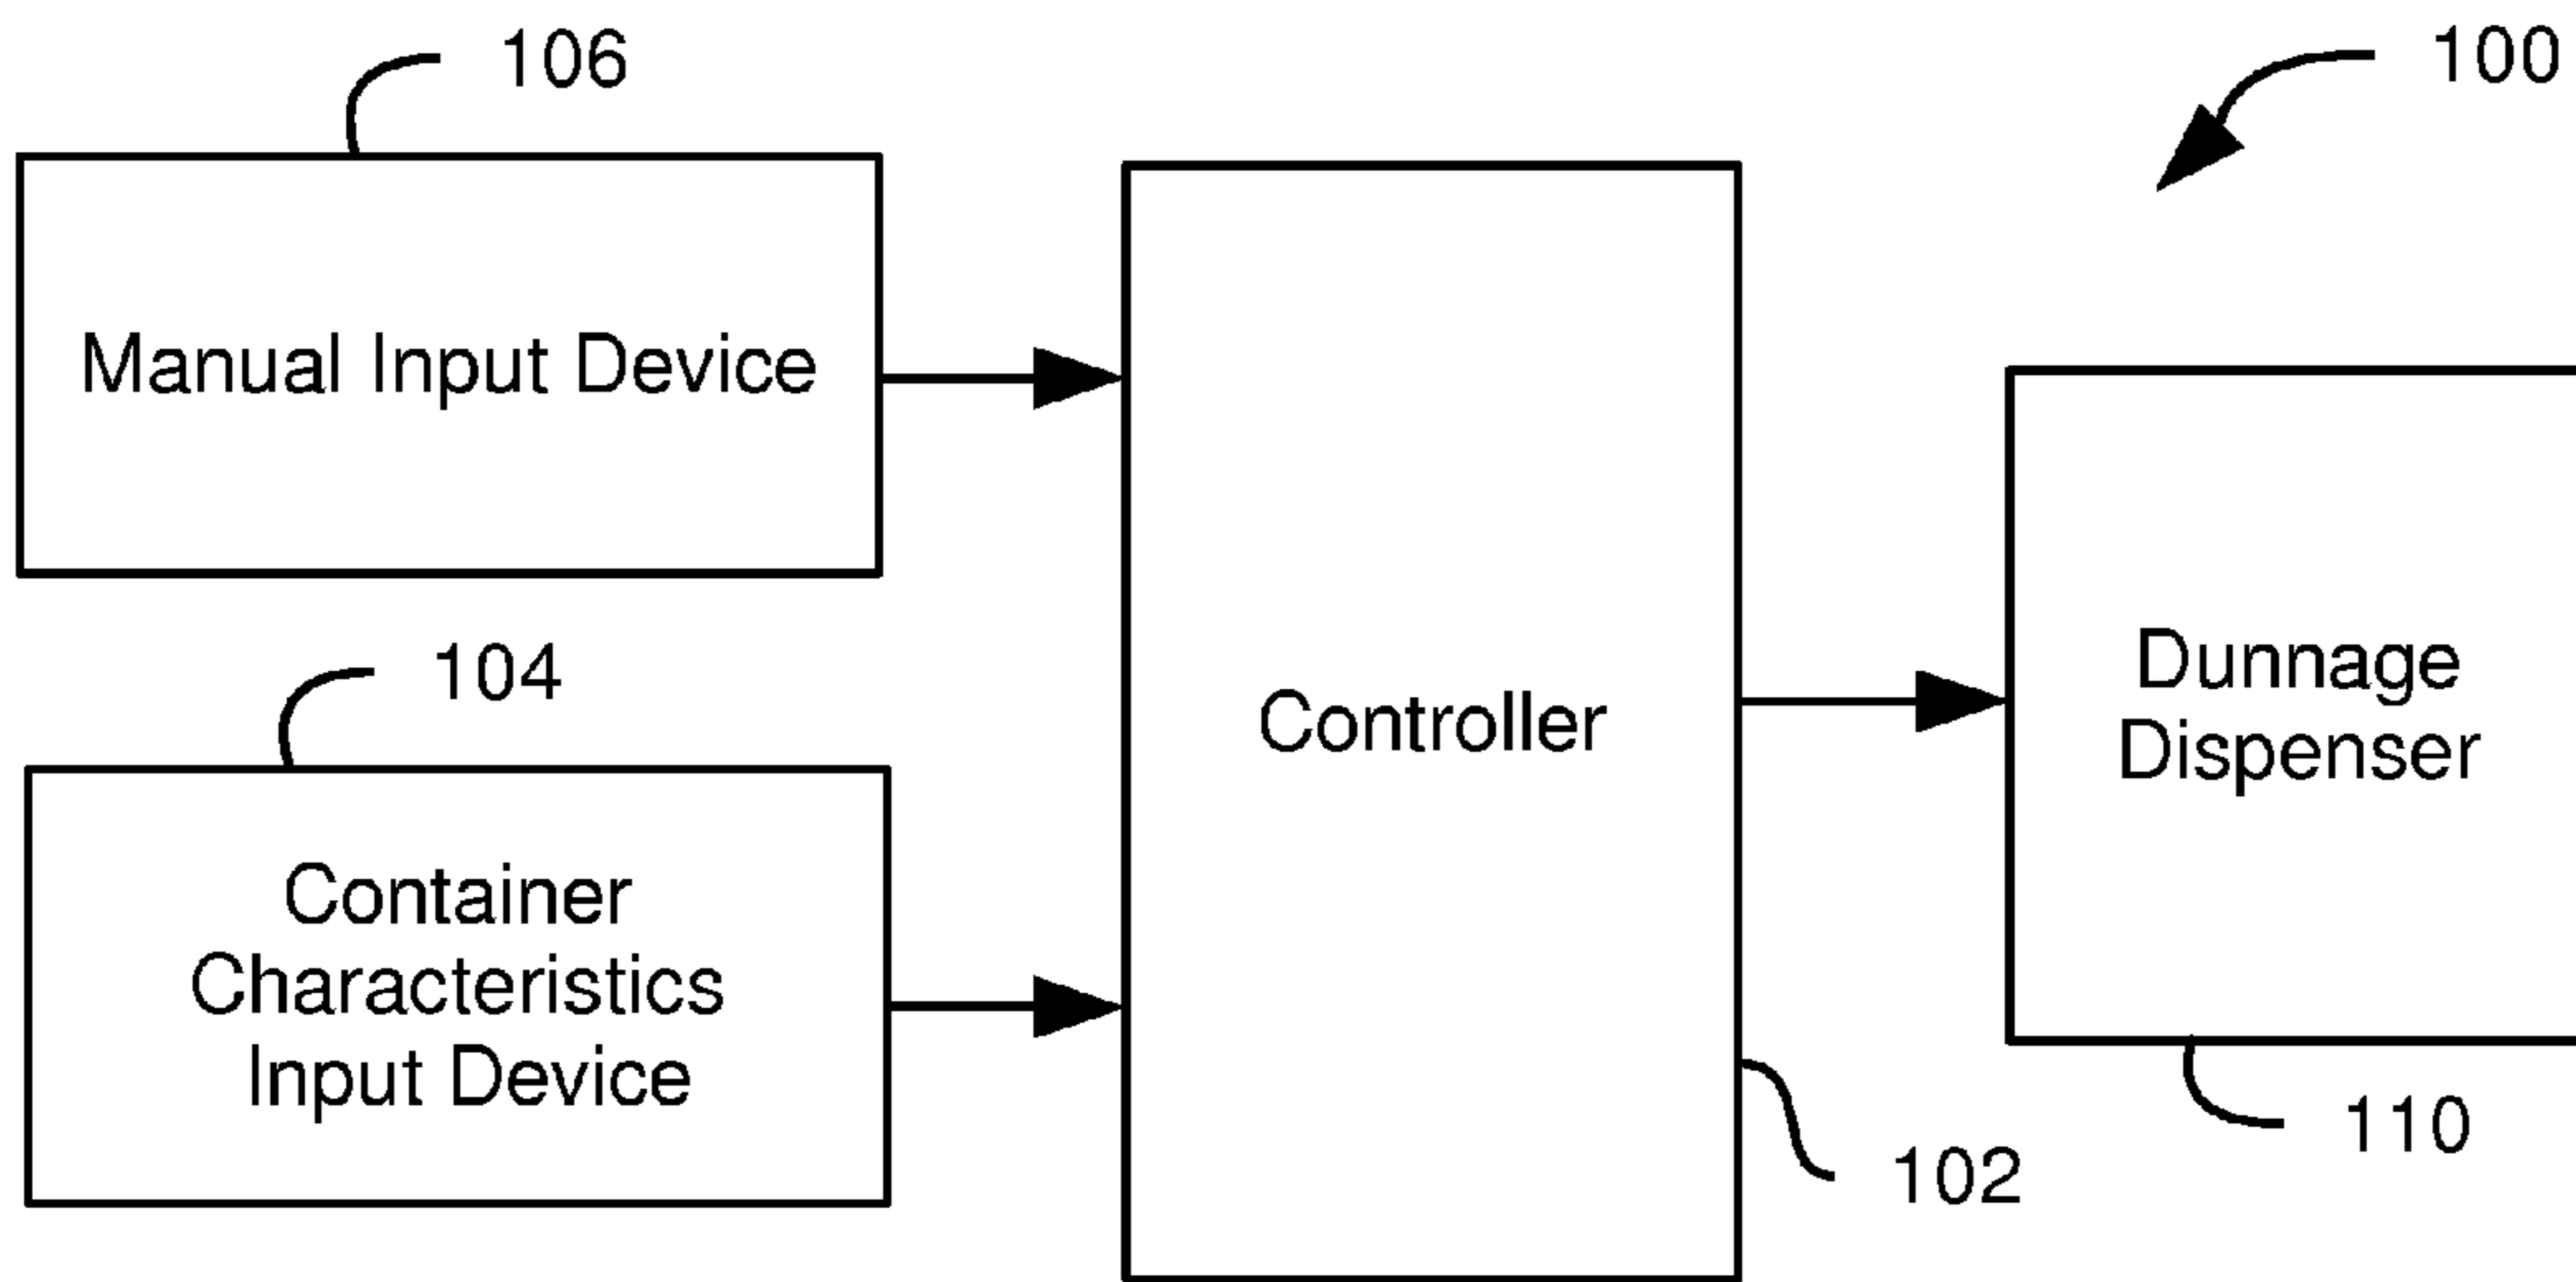 106
100
Manual Input Device
104
Container
Characteristics
Input Device
Controller
102
Dunnage
Dispenser
110